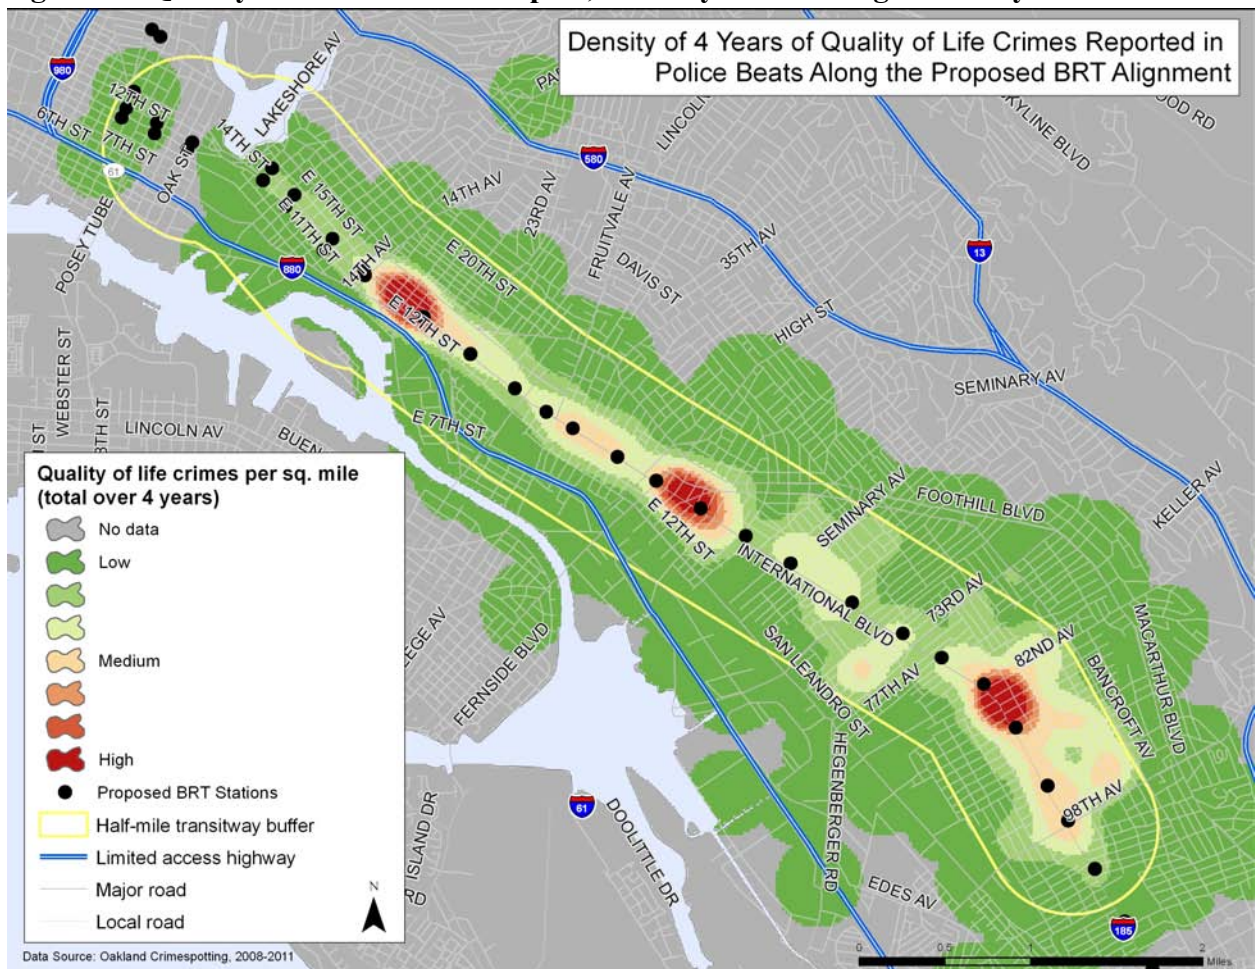 Density of 4 Years of Quality of Life Crimes Reported in
Police Beats Along the Proposed BRT Alignment
980
12TH ST
6TH ST
7TH ST
61
OAK ST
14TH ST
LAKESHORE AV
E 15TH ST
E 11TH ST
14TH AV
POSEY TUBE
880
E 12TH ST
E 20TH ST
14TH AV
23RD AV
580
FRUITVALE AV
DAVIS ST
35TH AV
HIGH ST
13
SKYLINE BLVD
SEMINARY AV
KELLER AV
WEBSTER ST
LINCOLN AV
E 7TH ST
E 12TH ST
INTERNATIONAL BLVD
SEMINARY AV
FOOTHILL BLVD
73RD AV
SAN LEANDRO ST
77TH AV
82ND AV
BANCROFT AV
MACARTHUR BLVD
98TH AV
HEGENBERGER RD
EDES AV
FERNSIDE BLVD
61
DOOLITTLE DR
ISLAND DR
185
Quality of life crimes per sq. mile
(total over 4 years)
No data
Low
Medium
High
Proposed BRT Stations
Half-mile transitway buffer
Limited access highway
Major road
Local road
N
Data Source: Oakland Crimespotting, 2008-2011
0 0.5 1 2
Miles